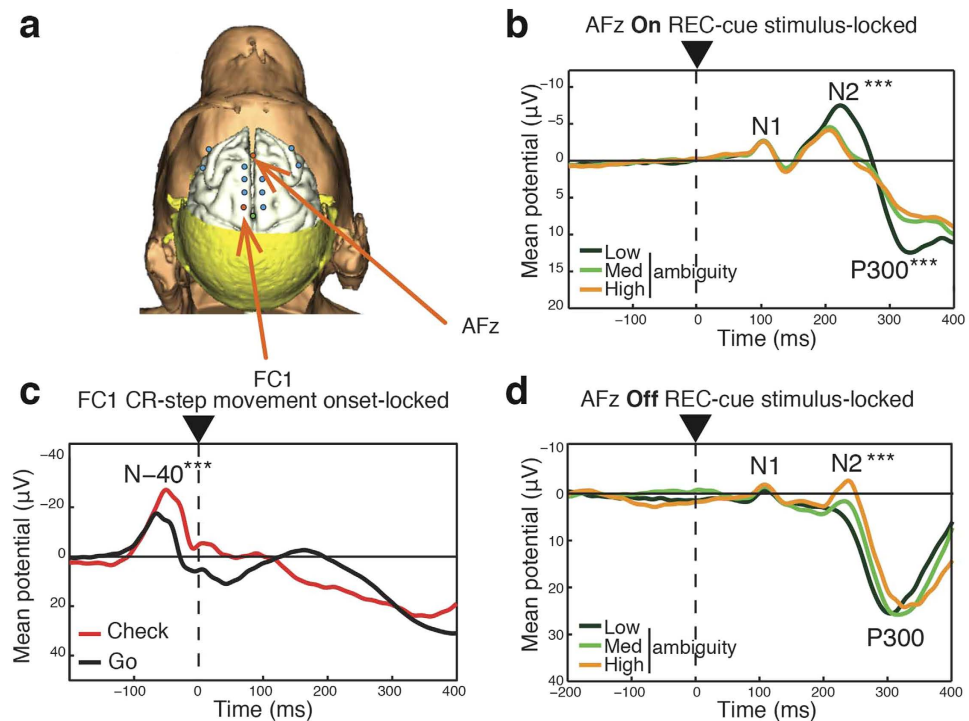 a
AFz
FC1
b
AFz On REC-cue stimulus-locked
Mean potential (µV)
−10
−5
0
5
10
15
20
N1
N2 ***
P300***
Low
Med
High
ambiguity
−100 0 100 200 300 400
Time (ms)
c
FC1 CR-step movement onset-locked
Mean potential (µV)
−40
−20
0
20
40
N−40***
Check
Go
−100 0 100 200 300 400
Time (ms)
d
AFz Off REC-cue stimulus-locked
Mean potential (µV)
−10
0
10
20
30
40
N1
N2 ***
P300
Low
Med
High
ambiguity
-200 -100 0 100 200 300 400
Time (ms)